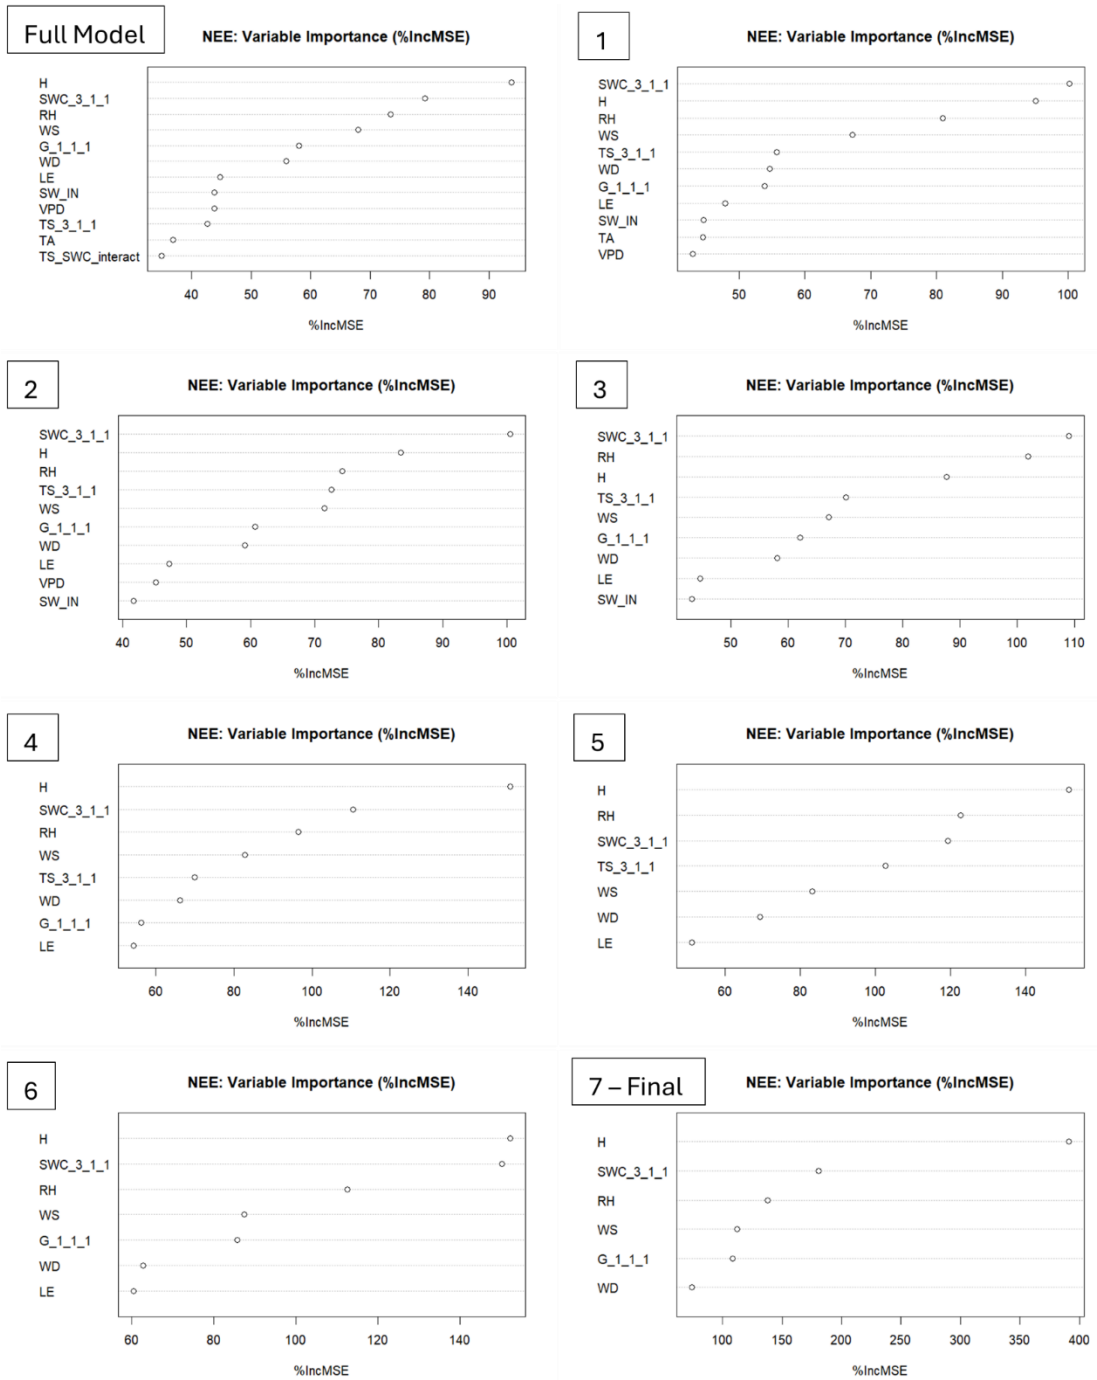 Full Model
NEE: Variable Importance (%IncMSE)
H
SWC_3_1_1
RH
WS
G_1_1_1
WD
LE
SW_IN
VPD
TS_3_1_1
TA
TS_SWC_interact
40 50 60 70 80 90
%IncMSE
1
NEE: Variable Importance (%IncMSE)
SWC_3_1_1
H
RH
WS
TS_3_1_1
WD
G_1_1_1
LE
SW_IN
TA
VPD
50 60 70 80 90 100
%IncMSE
2
NEE: Variable Importance (%IncMSE)
SWC_3_1_1
H
RH
TS_3_1_1
WS
G_1_1_1
WD
LE
VPD
SW_IN
40 50 60 70 80 90 100
%IncMSE
3
NEE: Variable Importance (%IncMSE)
SWC_3_1_1
RH
H
TS_3_1_1
WS
G_1_1_1
WD
LE
SW_IN
50 60 70 80 90 100 110
%IncMSE
4
NEE: Variable Importance (%IncMSE)
H
SWC_3_1_1
RH
WS
TS_3_1_1
WD
G_1_1_1
LE
60 80 100 120 140
%IncMSE
5
NEE: Variable Importance (%IncMSE)
H
RH
SWC_3_1_1
TS_3_1_1
WS
WD
LE
60 80 100 120 140
%IncMSE
6
NEE: Variable Importance (%IncMSE)
H
SWC_3_1_1
RH
WS
G_1_1_1
WD
LE
60 80 100 120 140
%IncMSE
7 – Final
NEE: Variable Importance (%IncMSE)
H
SWC_3_1_1
RH
WS
G_1_1_1
WD
100 150 200 250 300 350 400
%IncMSE